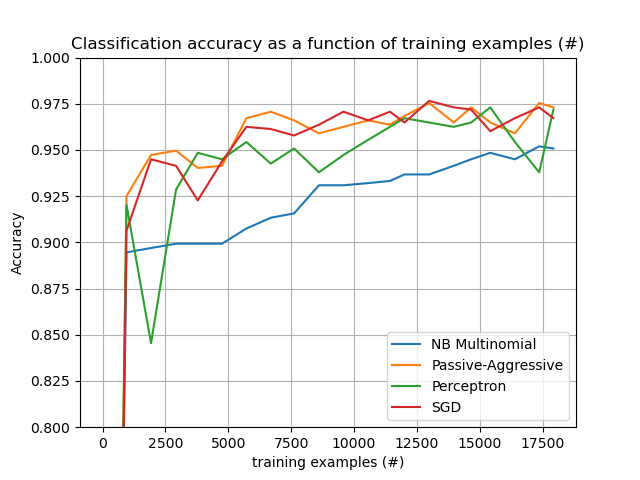 Classification accuracy as a function of training examples (#)
1.000
0.975
0.950
0.925
0.900
0.875
0.850
0.825
0.800
Accuracy
NB Multinomial
Passive-Aggressive
Perceptron
SGD
0 2500 5000 7500 10000 12500 15000 17500
training examples (#)